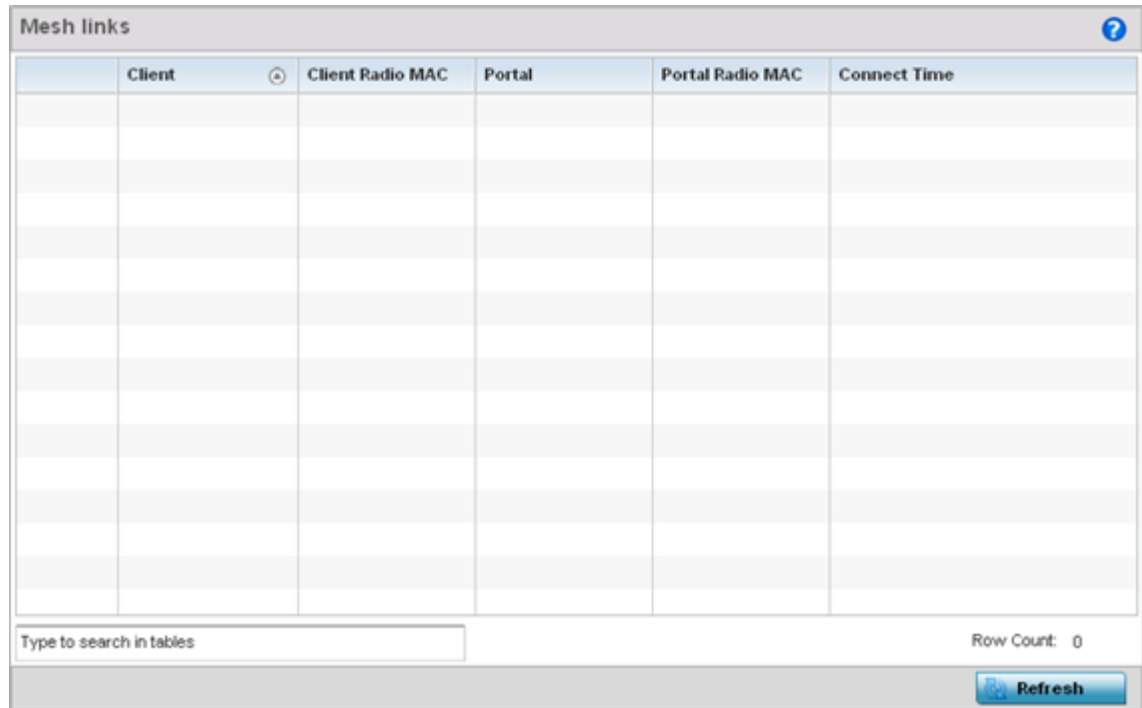 Mesh links ?
Client Client Radio MAC Portal Portal Radio MAC Connect Time
Type to search in tables Row Count: 0
Refresh